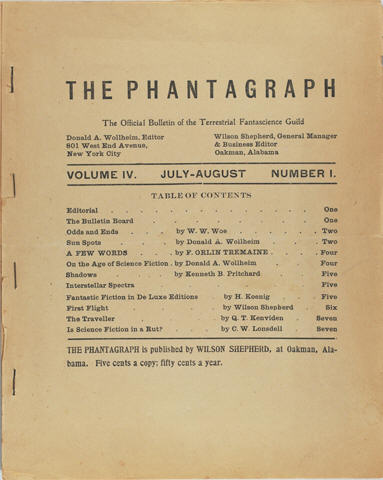 THE PHANTAGRAPH
The Official Bulletin of the Terrestrial Fantascience Guild
Donald A. Wollheim, Editor
801 West End Avenue,
New York City
Wilson Shepherd, General Manager
& Business Editor
Oakman, Alabama
VOLUME IV. JULY-AUGUST NUMBER 1.
TABLE OF CONTENTS
Editorial . . . . . . . . . . One
The Bulletin Board . . . . . . . . One
Odds and Ends . . by W. W. Woe . . . . Two
Sun Spots . . by Donald A. Wollheim . . Two
A FEW WORDS . . by F. ORLIN TREMAINE . . Four
On the Age of Science Fiction . by Donald A. Wollheim . Four
Shadows . . by Kenneth B. Pritchard . . Five
Interstellar Spectra Five
Fantastic Fiction in De Luxe Editions . by H. Koenig . Five
First Flight . . . by Wilson Shepherd . . Six
The Traveller . . by Q. T. Kenviden . Seven
Is Science Fiction in a Rut? . . by C. W. Lonsdell . Seven
THE PHANTAGRAPH is published by WILSON SHEPHERD, at Oakman, Ala-
bama. Five cents a copy: fifty cents a year.